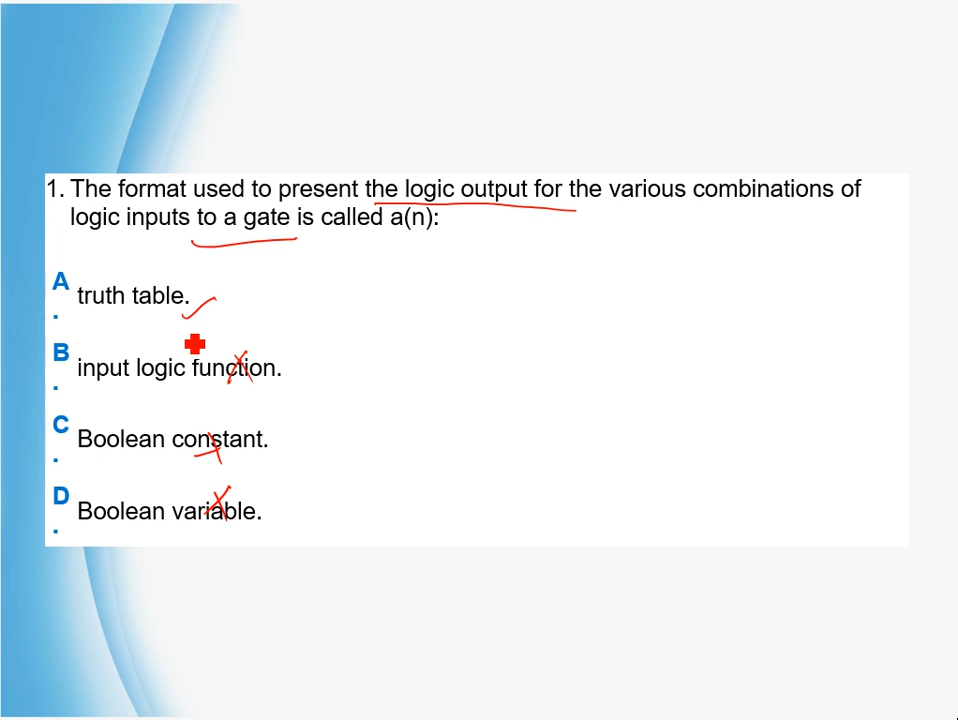 1. The format used to present the logic output for the various combinations of
logic inputs to a gate is called a(n):
A
. truth table.
B
. input logic function.
C
. Boolean constant.
D
. Boolean variable.